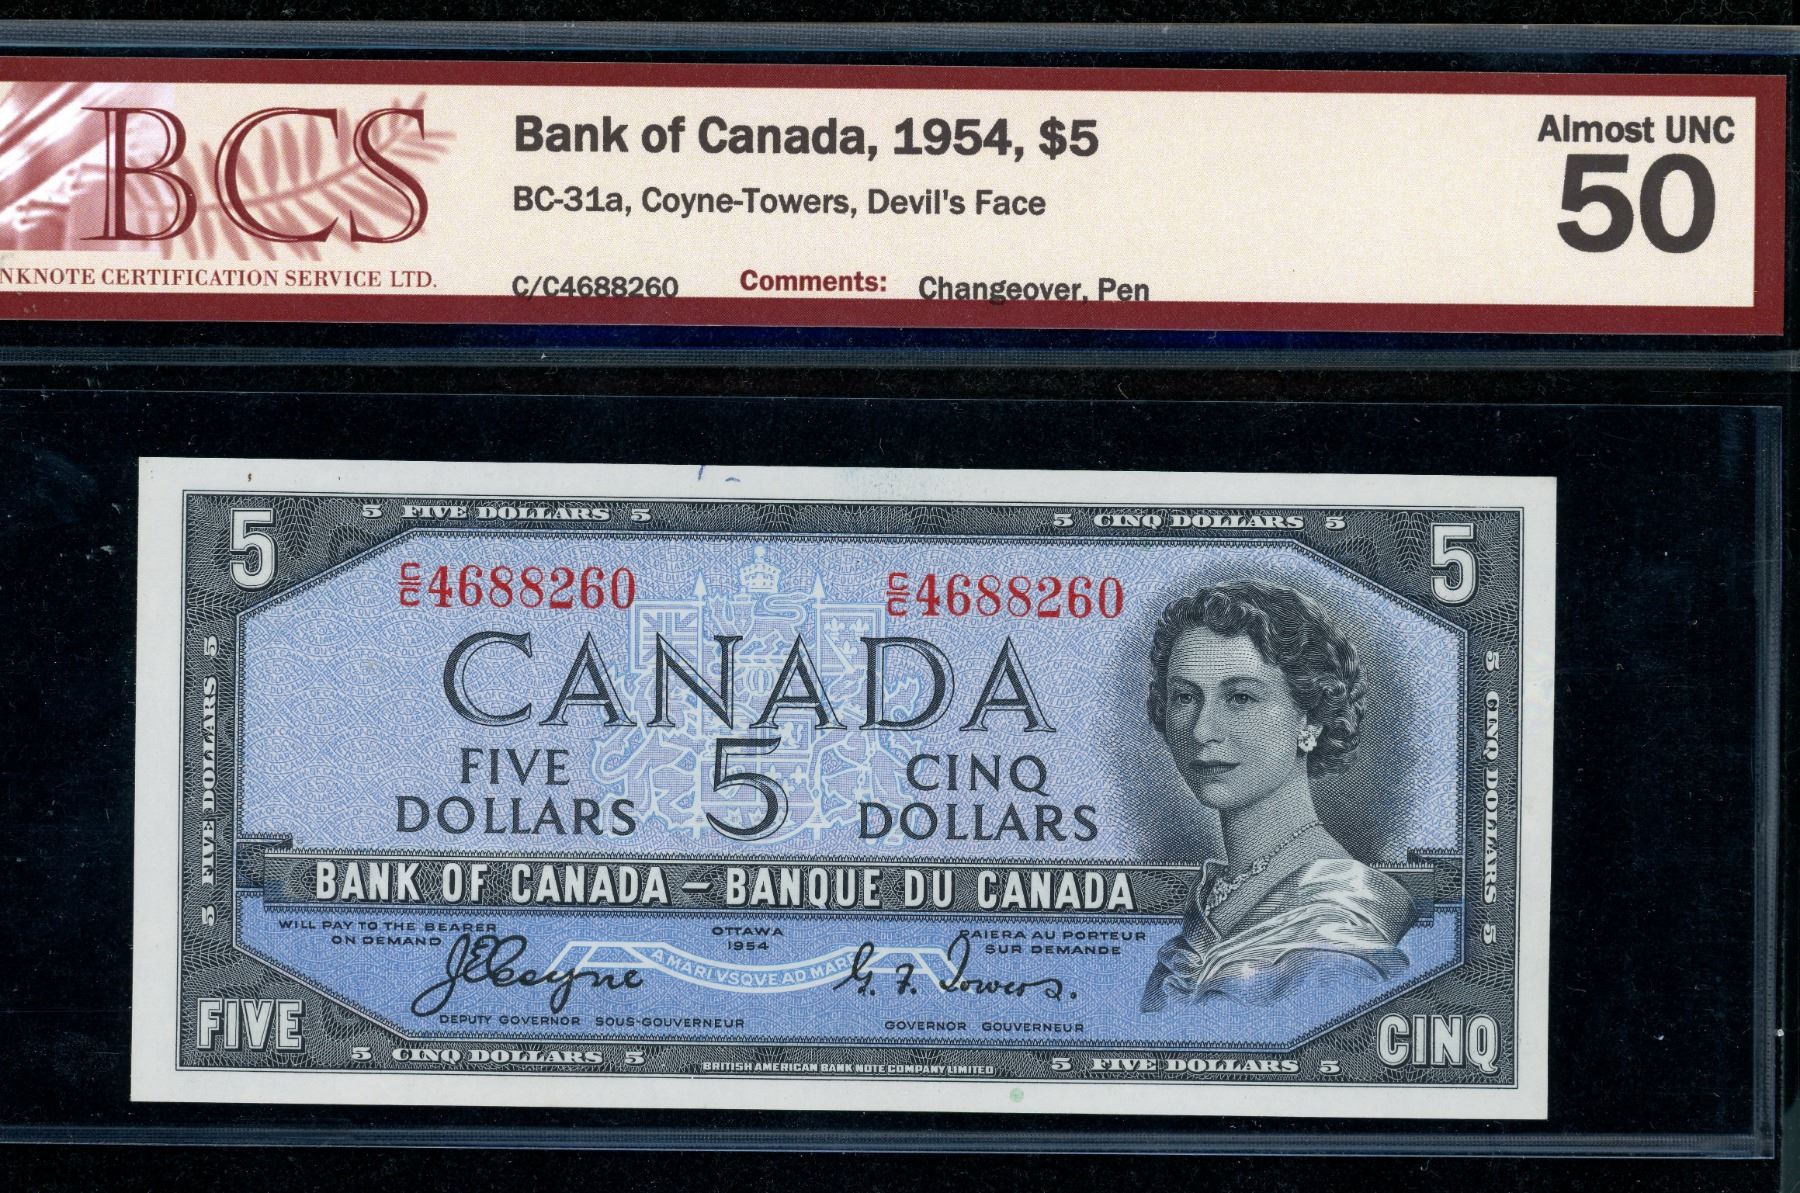 BCS
NKNOTE CERTIFICATION SERVICE LTD.
Bank of Canada, 1954, $5
BC-31a, Coyne-Towers, Devil's Face
C/C4688260 Comments: Changeover, Pen
Almost UNC
50
5 5 FIVE DOLLARS 5 5 CINQ DOLLARS 5 5
C/C 4688260 C/C 4688260
CANADA
FIVE DOLLARS 5 CINQ DOLLARS
5 FIVE DOLLARS 5
5 CINQ DOLLARS 5
BANK OF CANADA – BANQUE DU CANADA
WILL PAY TO THE BEARER ON DEMAND
OTTAWA
1954
PAIERA AU PORTEUR SUR DEMANDE
A MARI VSQVE AD MARE
J E Coyne
G. F. Towers.
DEPUTY GOVERNOR SOUS-GOUVERNEUR
GOVERNOR GOUVERNEUR
FIVE CINQ
5 CINQ DOLLARS 5 BRITISH AMERICAN BANK NOTE COMPANY LIMITED 5 FIVE DOLLARS 5